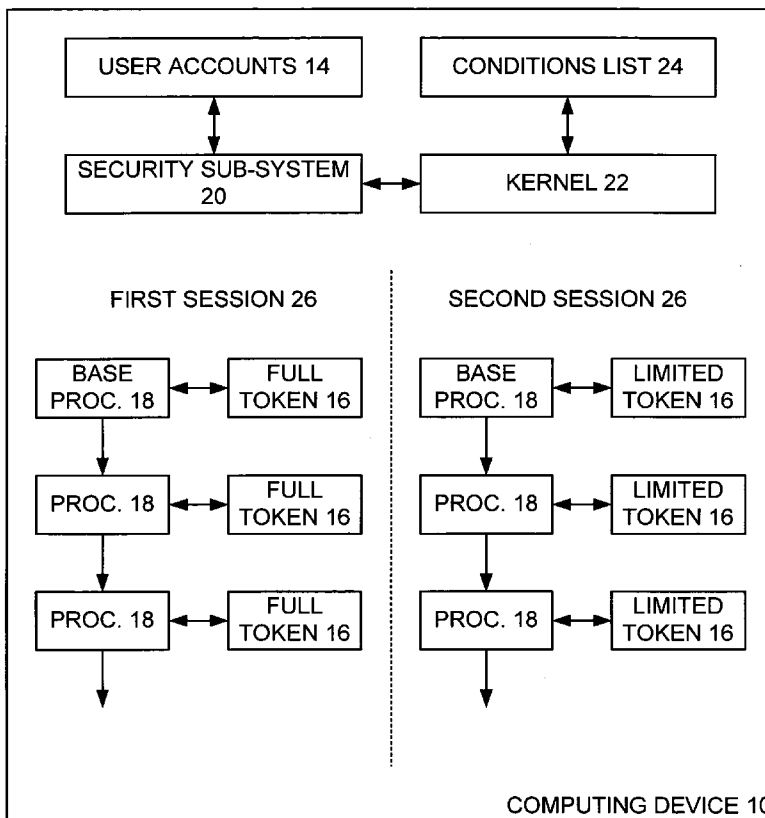 USER ACCOUNTS 14
CONDITIONS LIST 24
SECURITY SUB-SYSTEM
20
KERNEL 22
FIRST SESSION 26
SECOND SESSION 26
BASE
PROC. 18
FULL
TOKEN 16
BASE
PROC. 18
LIMITED
TOKEN 16
PROC. 18
FULL
TOKEN 16
PROC. 18
LIMITED
TOKEN 16
PROC. 18
FULL
TOKEN 16
PROC. 18
LIMITED
TOKEN 16
COMPUTING DEVICE 10